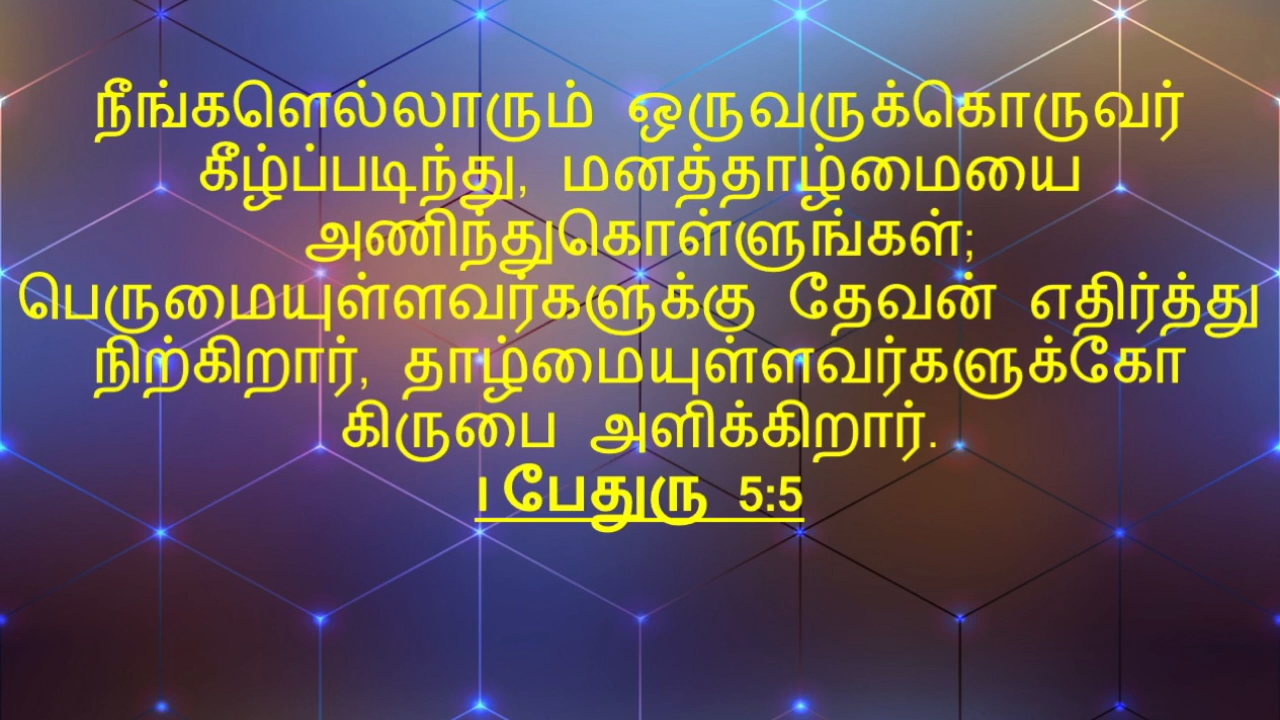 நீங்களெல்லாரும் ஒருவருக்கொருவர்
கீழ்ப்படிந்து, மனத்தாழ்மையை
அணிந்துகொள்ளுங்கள்;
பெருமையுள்ளவர்களுக்கு தேவன் எதிர்த்து
நிற்கிறார், தாழ்மையுள்ளவர்களுக்கோ
கிருபை அளிக்கிறார்.
I பேதுரு 5:5